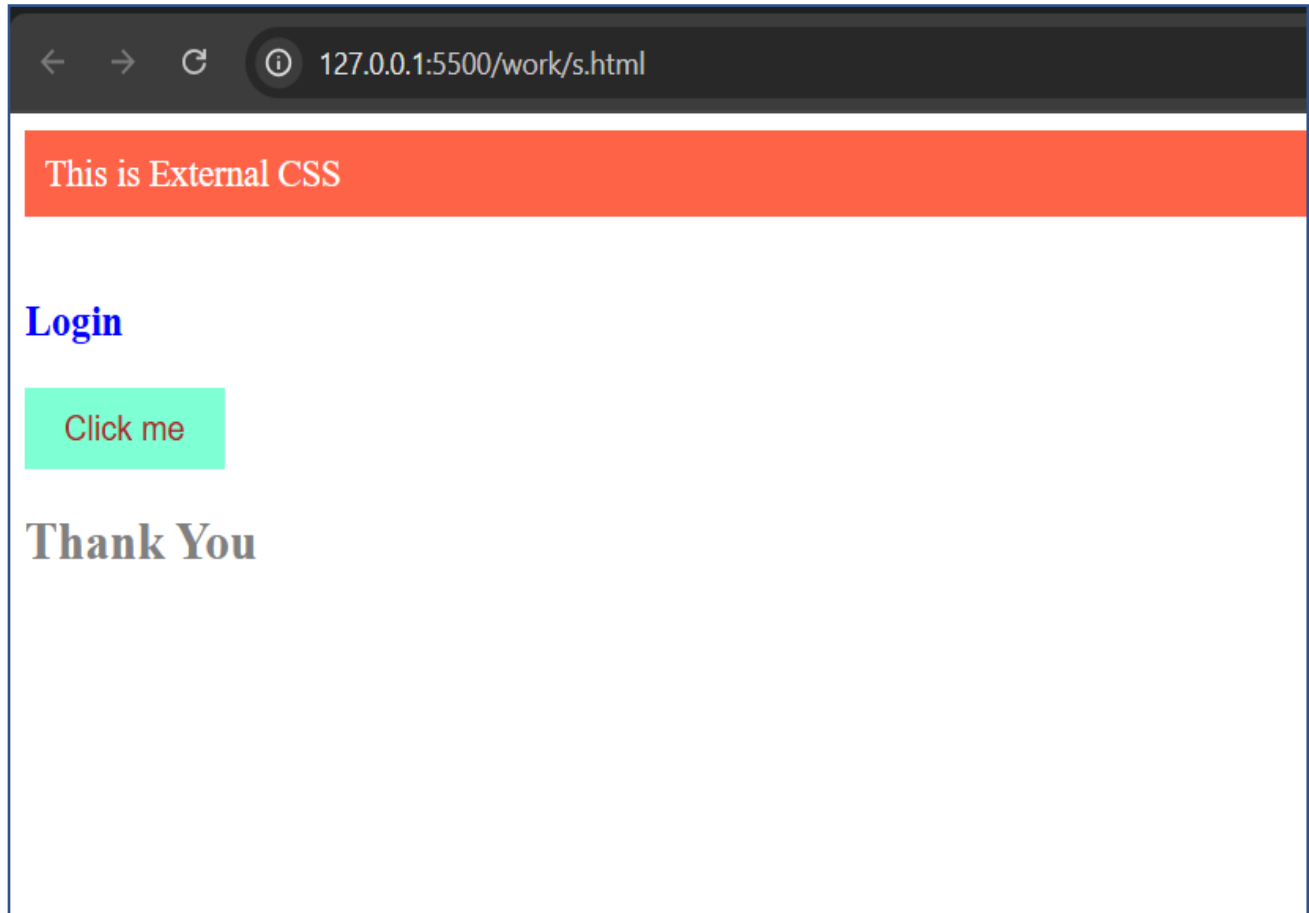 127.0.0.1:5500/work/s.html
This is External CSS
Login
Click me
Thank You